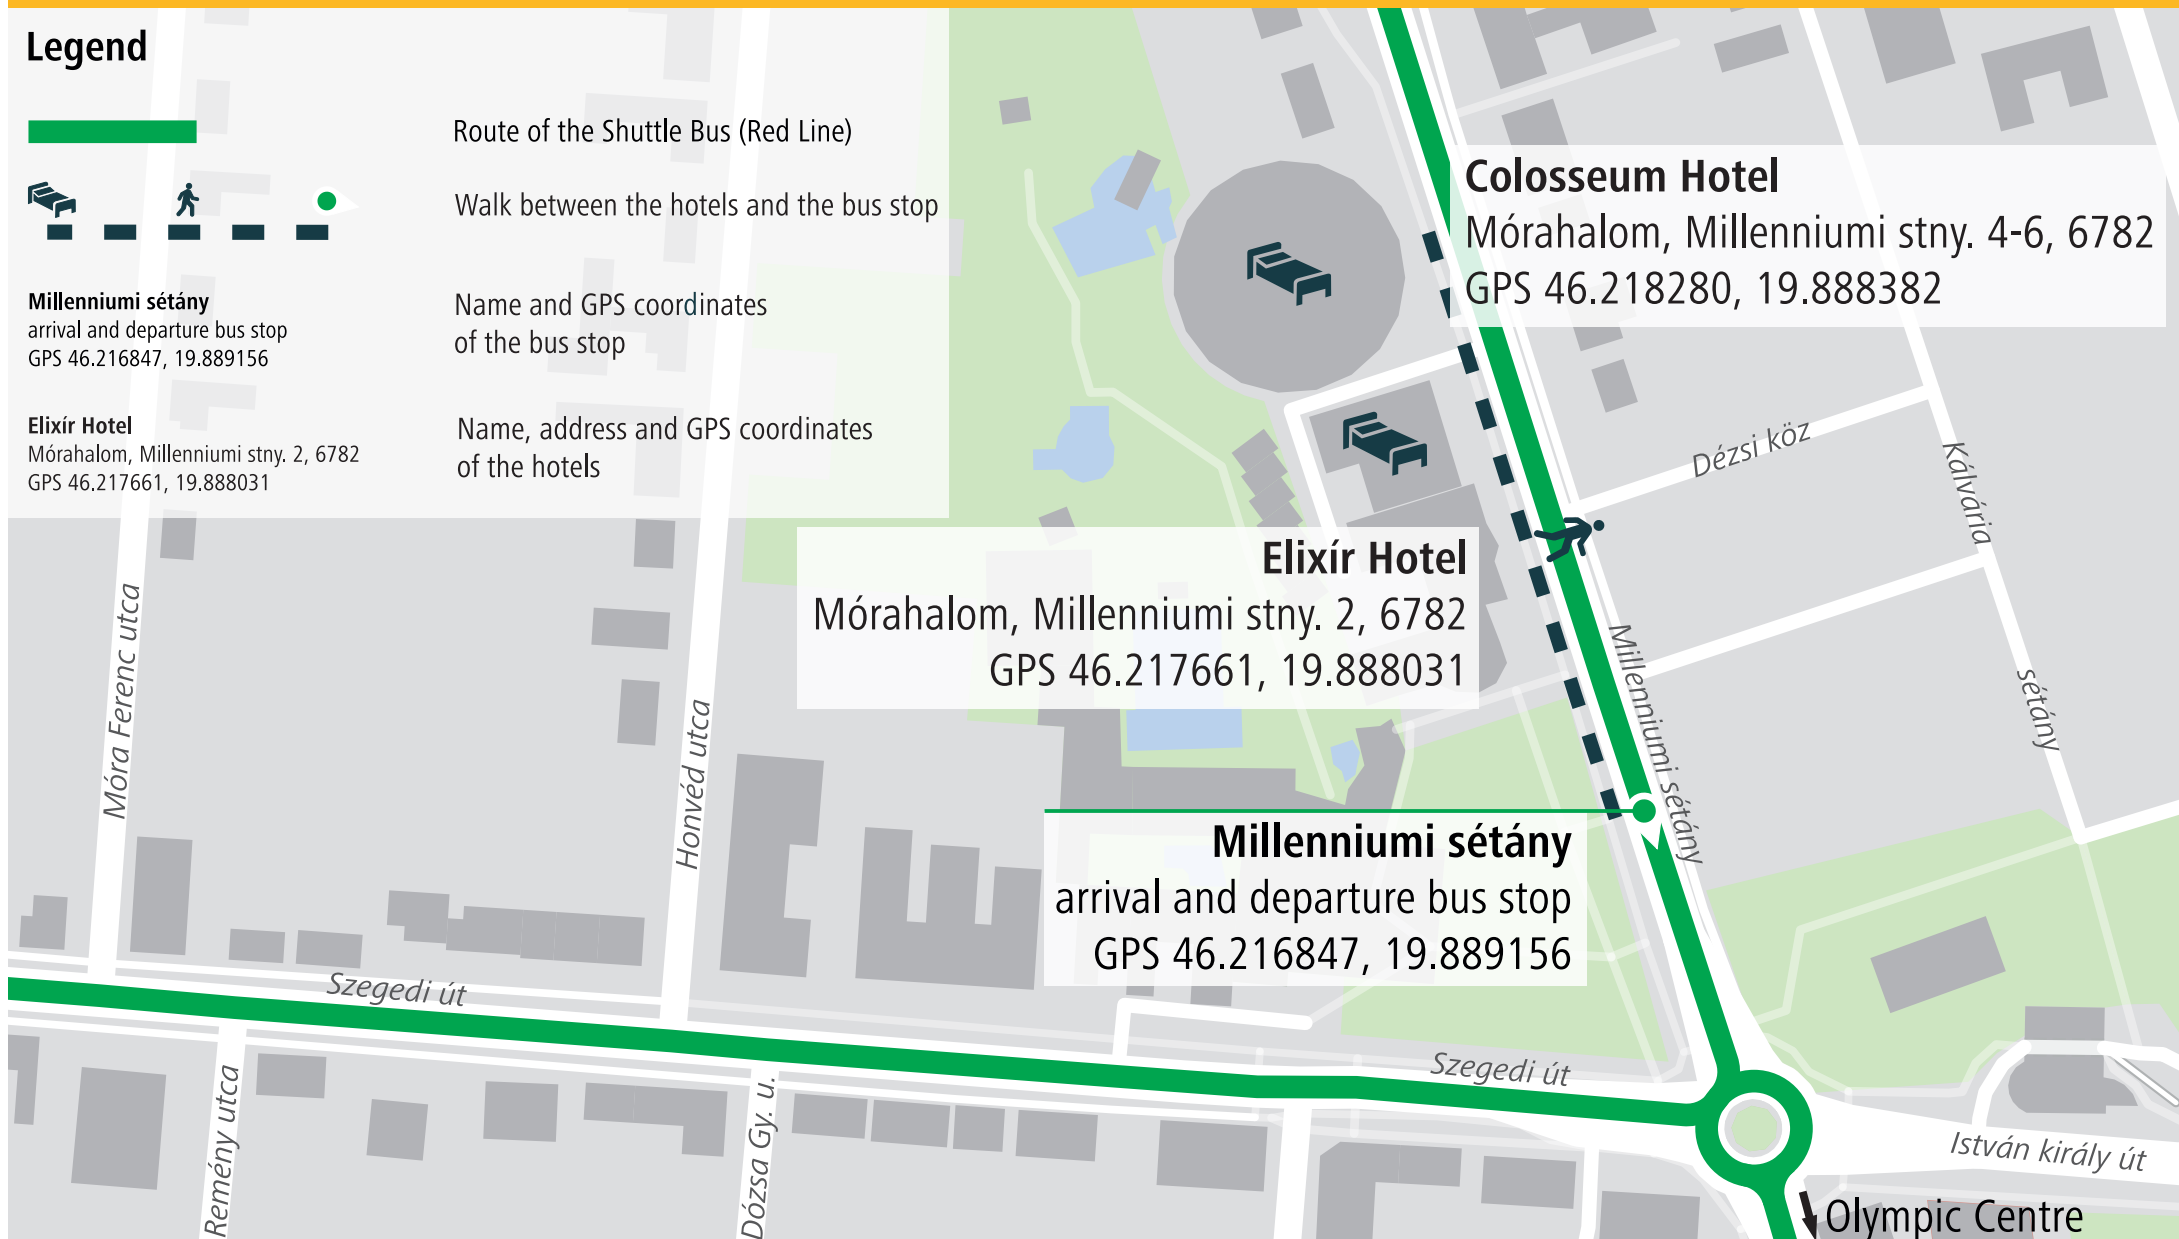 Legend
Route of the Shuttle Bus (Red Line)
Walk between the hotels and the bus stop
Millenniumi sétány
arrival and departure bus stop
GPS 46.216847, 19.889156
Name and GPS coordinates
of the bus stop
Elixír Hotel
Mórahalom, Millenniumi stny. 2, 6782
GPS 46.217661, 19.888031
Name, address and GPS coordinates
of the hotels
Colosseum Hotel
Mórahalom, Millenniumi stny. 4-6, 6782
GPS 46.218280, 19.888382
Dézsi köz
Kálvária
sétány
Elixír Hotel
Mórahalom, Millenniumi stny. 2, 6782
GPS 46.217661, 19.888031
Móra Ferenc utca
Honvéd utca
Millenniumi sétány
Millenniumi sétány
arrival and departure bus stop
GPS 46.216847, 19.889156
Szegedi út
Szegedi út
Remény utca
Dózsa Gy. u.
István király út
Olympic Centre